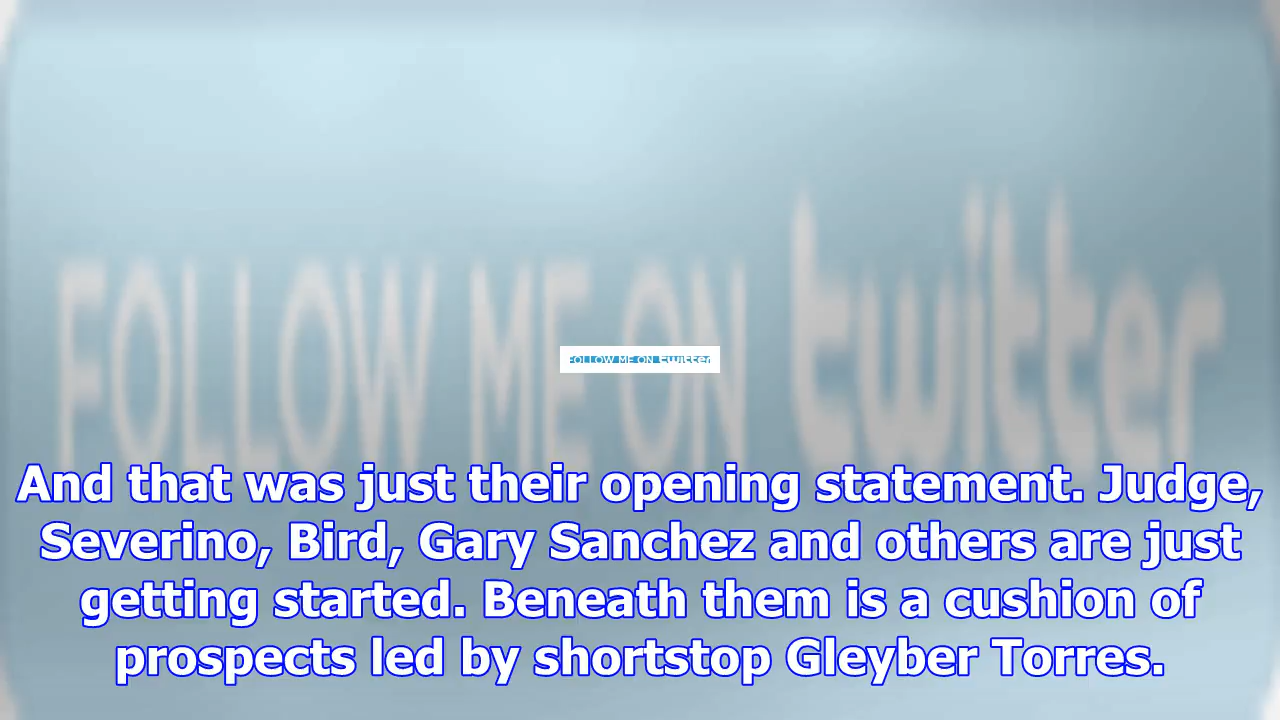 FOLLOW ME ON twitter
FOLLOW ME ON twitter
And that was just their opening statement. Judge,
Severino, Bird, Gary Sanchez and others are just
getting started. Beneath them is a cushion of
prospects led by shortstop Gleyber Torres.